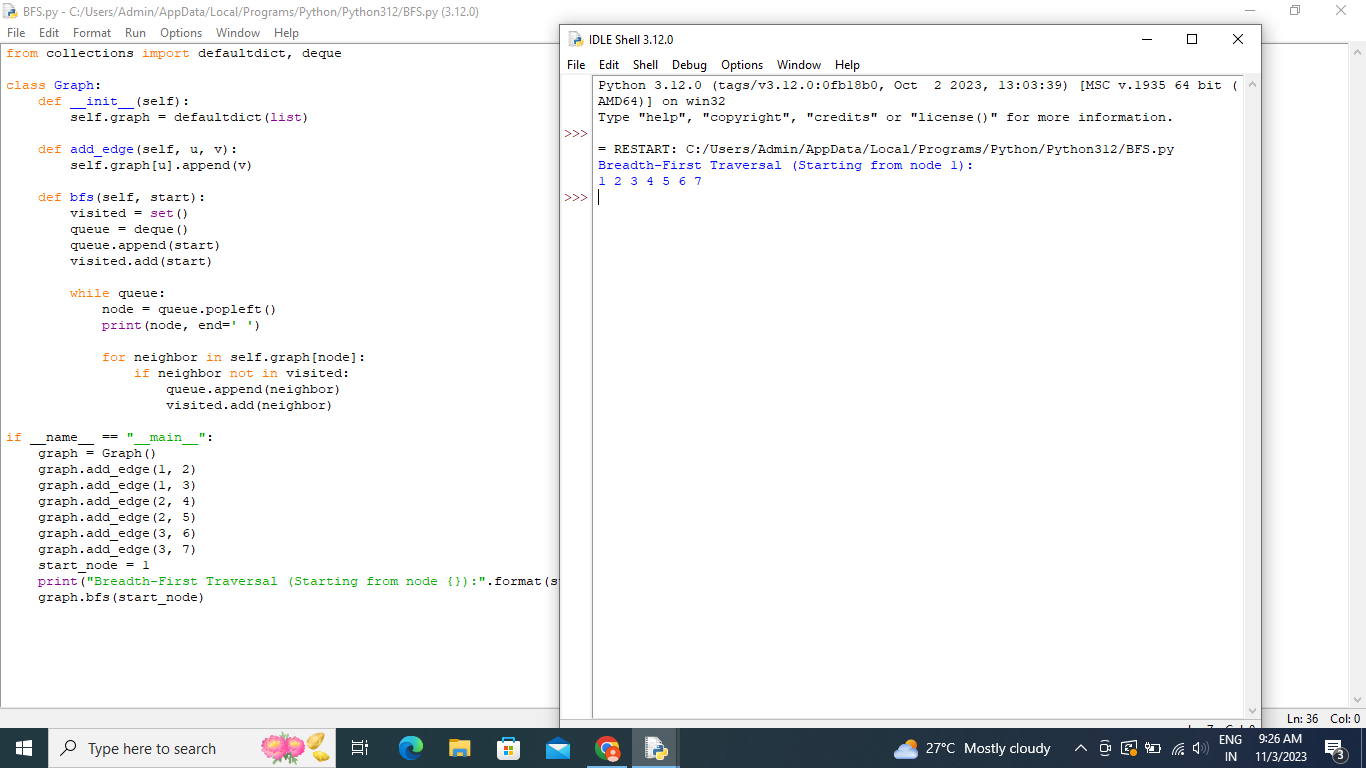 BFS.py - C:/Users/Admin/AppData/Local/Programs/Python/Python312/BFS.py (3.12.0)
File Edit Format Run Options Window Help
from collections import defaultdict, deque
class Graph:
    def __init__(self):
        self.graph = defaultdict(list)
    def add_edge(self, u, v):
        self.graph[u].append(v)
    def bfs(self, start):
        visited = set()
        queue = deque()
        queue.append(start)
        visited.add(start)
        while queue:
            node = queue.popleft()
            print(node, end=' ')
            for neighbor in self.graph[node]:
                if neighbor not in visited:
                    queue.append(neighbor)
                    visited.add(neighbor)
if __name__ == "__main__":
    graph = Graph()
    graph.add_edge(1, 2)
    graph.add_edge(1, 3)
    graph.add_edge(2, 4)
    graph.add_edge(2, 5)
    graph.add_edge(3, 6)
    graph.add_edge(3, 7)
    start_node = 1
    print("Breadth-First Traversal (Starting from node {}):".format(s
    graph.bfs(start_node)
IDLE Shell 3.12.0
File Edit Shell Debug Options Window Help
Python 3.12.0 (tags/v3.12.0:0fb18b0, Oct  2 2023, 13:03:39) [MSC v.1935 64 bit (
AMD64)] on win32
Type "help", "copyright", "credits" or "license()" for more information.
>>>
= RESTART: C:/Users/Admin/AppData/Local/Programs/Python/Python312/BFS.py
Breadth-First Traversal (Starting from node 1):
1 2 3 4 5 6 7
>>>
Ln: 36 Col: 0
Type here to search
27°C Mostly cloudy
ENG
IN
9:26 AM
11/3/2023
3